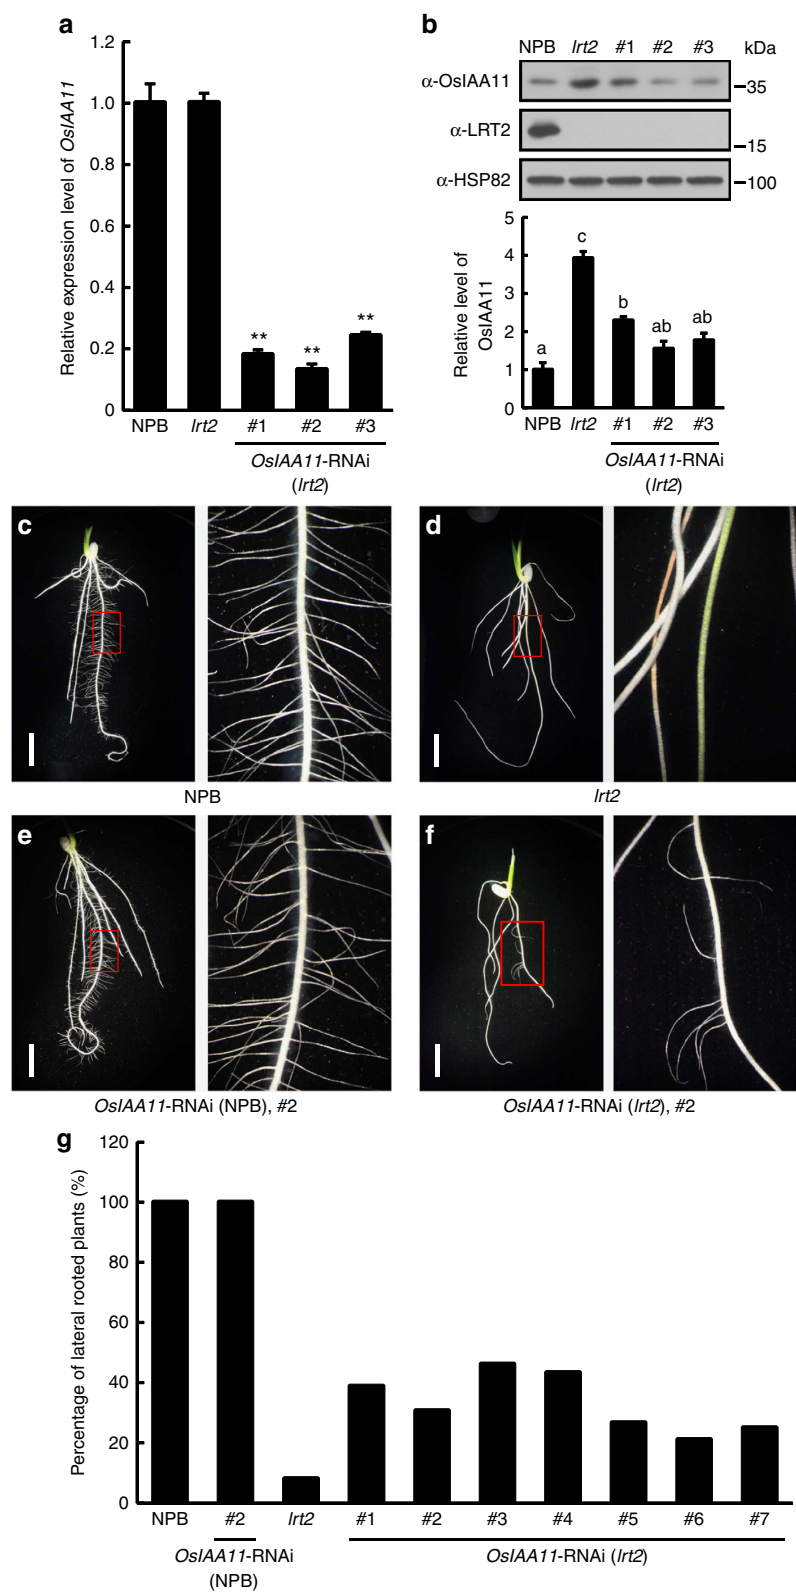 a
1.2
1.0
0.8
0.6
0.4
0.2
0
Relative expression level of OsIAA11
**
**
**
NPB
lrt2
#1
#2
#3
OsIAA11-RNAi
(lrt2)
b
NPB lrt2 #1 #2 #3 kDa
α-OsIAA11
35
α-LRT2
15
α-HSP82
100
5
4
3
2
1
0
Relative level of
OsIAA11
a
c
b
ab
ab
NPB lrt2 #1 #2 #3
OsIAA11-RNAi
(lrt2)
c
NPB
d
lrt2
e
OsIAA11-RNAi (NPB), #2
f
OsIAA11-RNAi (lrt2), #2
g
120
100
80
60
40
20
0
Percentage of lateral rooted plants (%)
NPB
#2
lrt2
#1
#2
#3
#4
#5
#6
#7
OsIAA11-RNAi
(NPB)
OsIAA11-RNAi (lrt2)